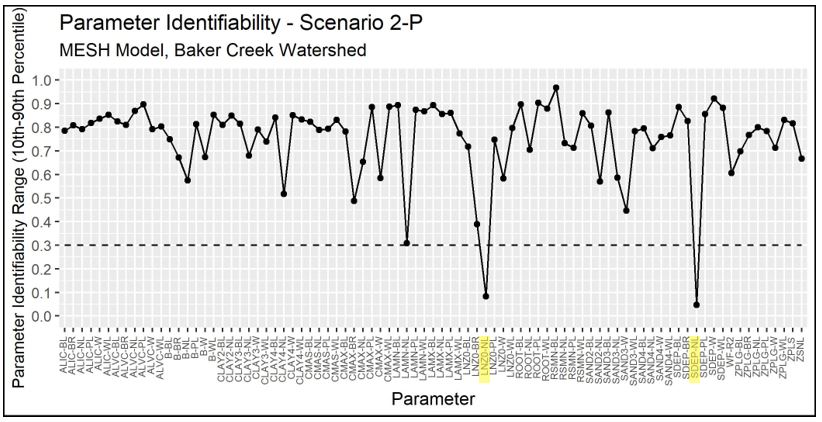 Parameter Identifiability - Scenario 2-P
MESH Model, Baker Creek Watershed
Parameter Identifiability Range (10th-90th Percentile)
1.0
0.9
0.8
0.7
0.6
0.5
0.4
0.3
0.2
0.1
0.0
ALIC-BL
ALIC-BR
ALIC-NL
ALIC-PL
ALIC-W
ALIC-WL
ALVC-BL
ALVC-BR
ALVC-NL
ALVC-PL
ALVC-W
ALVC-WL
B-BL
B-BR
B-NL
B-PL
B-W
B-WL
CLAY2-BL
CLAY2-NL
CLAY3-BL
CLAY3-NL
CLAY3-W
CLAY3-WL
CLAY4-BL
CLAY4-NL
CLAY4-W
CLAY4-WL
CMAS-BL
CMAS-NL
CMAS-PL
CMAS-WL
CMAX-BL
CMAX-BR
CMAX-NL
CMAX-PL
CMAX-W
CMAX-WL
LAMN-BL
LAMN-NL
LAMN-PL
LAMN-WL
LAMX-BL
LAMX-NL
LAMX-PL
LAMX-WL
LNZ0-BL
LNZ0-BR
LNZ0-NL
LNZ0-PL
LNZ0-W
LNZ0-WL
ROOT-BL
ROOT-NL
ROOT-PL
ROOT-WL
RSMN-BL
RSMN-NL
RSMN-PL
RSMN-WL
SAND2-BL
SAND2-NL
SAND3-BL
SAND3-NL
SAND3-W
SAND3-WL
SAND4-BL
SAND4-NL
SAND4-W
SAND4-WL
SDEP-BL
SDEP-BR
SDEP-NL
SDEP-PL
SDEP-W
SDEP-WL
WF-R2
ZPLG-BL
ZPLG-BR
ZPLG-NL
ZPLG-PL
ZPLG-W
ZPLG-WL
ZPLS
ZSNL
Parameter